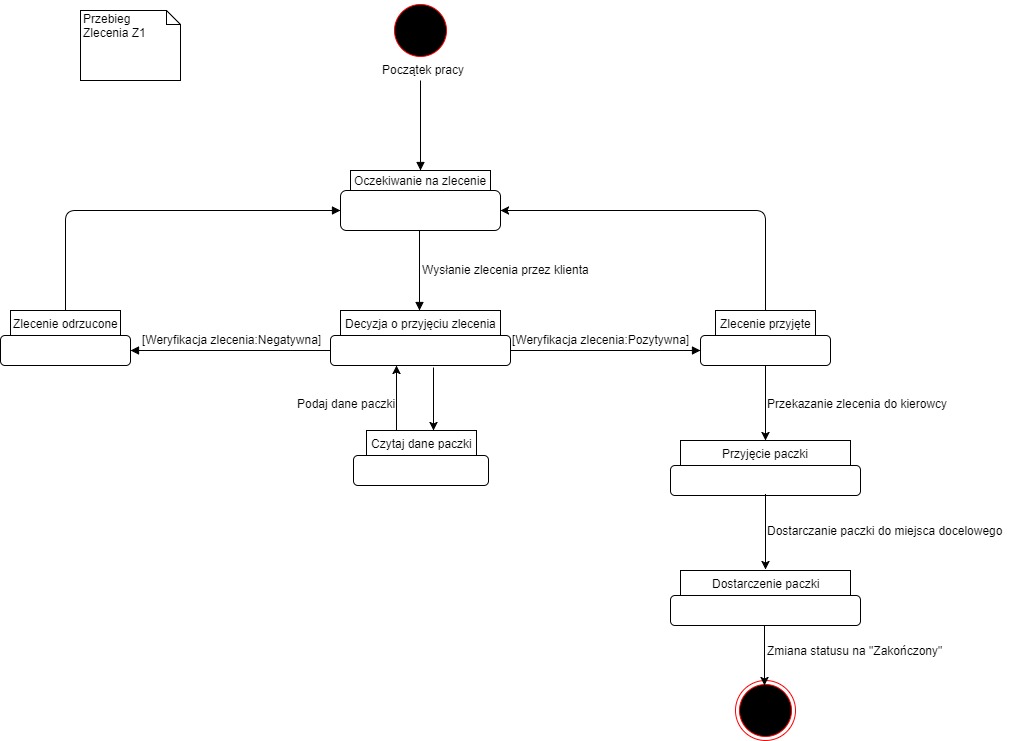 Przebieg
Zlecenia Z1
Początek pracy
Oczekiwanie na zlecenie
Wysłanie zlecenia przez klienta
Zlecenie odrzucone
Decyzja o przyjęciu zlecenia
Zlecenie przyjęte
[Weryfikacja zlecenia:Negatywna]
[Weryfikacja zlecenia:Pozytywna]
Podaj dane paczki
Przekazanie zlecenia do kierowcy
Czytaj dane paczki
Przyjęcie paczki
Dostarczanie paczki do miejsca docelowego
Dostarczenie paczki
Zmiana statusu na "Zakończony"